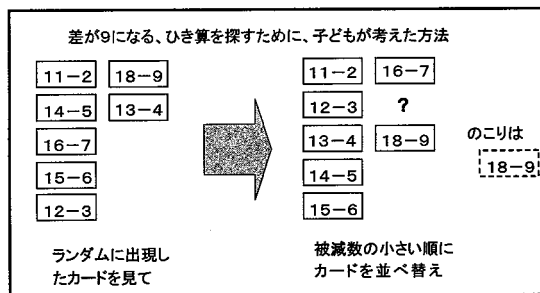 差が9になる、ひき算を探すために、子どもが考えた方法
11－2 18－9
14－5 13－4
16－7
15－6
12－3
ランダムに出現し
たカードを見て
11－2 16－7
12－3 ？
13－4 18－9
14－5
15－6
被減数の小さい順に
カードを並べ替え
のこりは
18－9